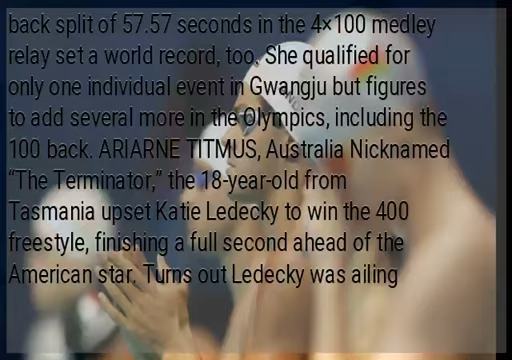 back split of 57.57 seconds in the 4×100 medley
relay set a world record, too. She qualified for
only one individual event in Gwangju but figures
to add several more in the Olympics, including the
100 back. ARIARNE TITMUS, Australia Nicknamed
“The Terminator,” the 18-year-old from
Tasmania upset Katie Ledecky to win the 400
freestyle, finishing a full second ahead of the
American star. Turns out Ledecky was ailing